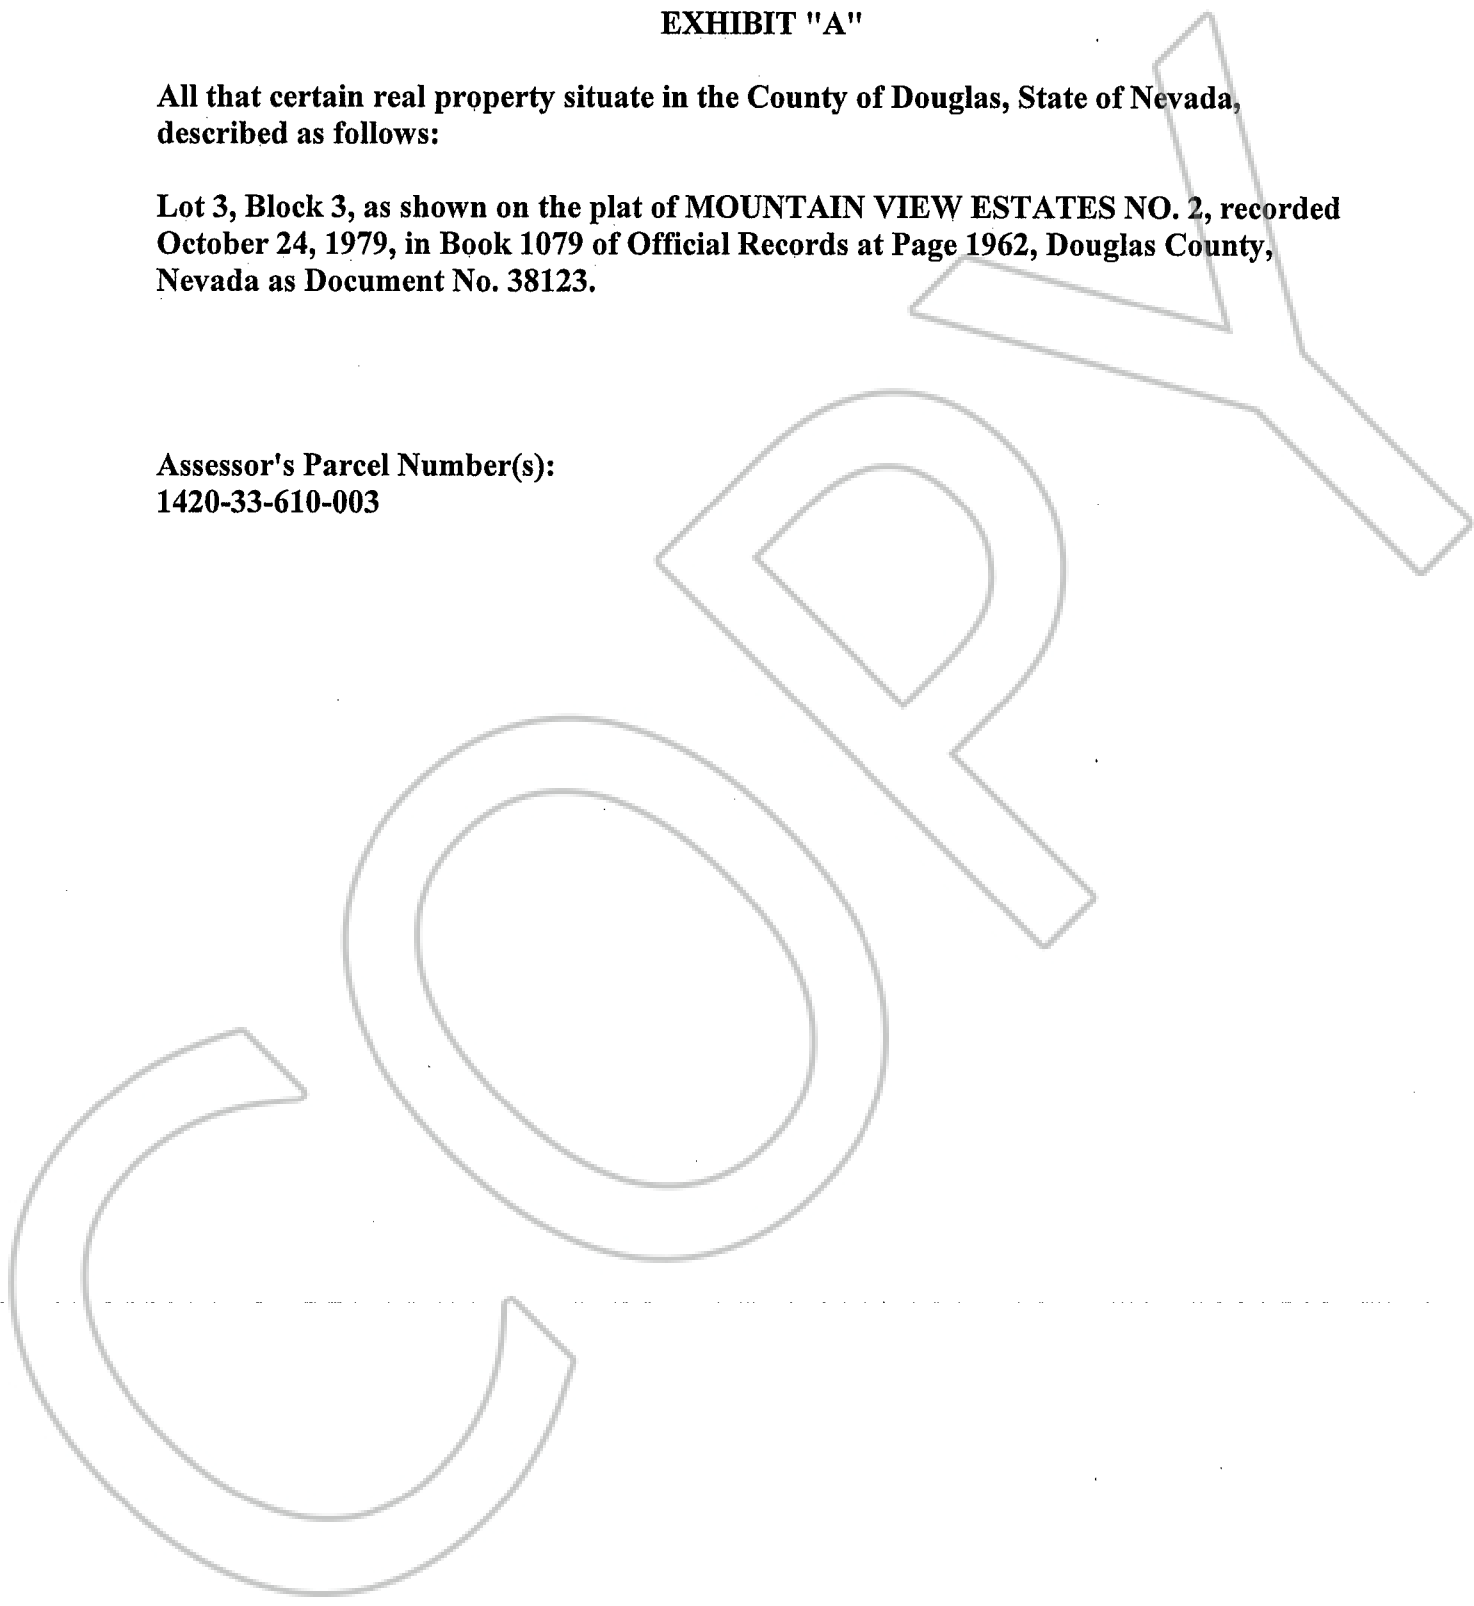 EXHIBIT "A"
All that certain real property situate in the County of Douglas, State of Nevada,
described as follows:
Lot 3, Block 3, as shown on the plat of MOUNTAIN VIEW ESTATES NO. 2, recorded
October 24, 1979, in Book 1079 of Official Records at Page 1962, Douglas County,
Nevada as Document No. 38123.
Assessor's Parcel Number(s):
1420-33-610-003
COPY